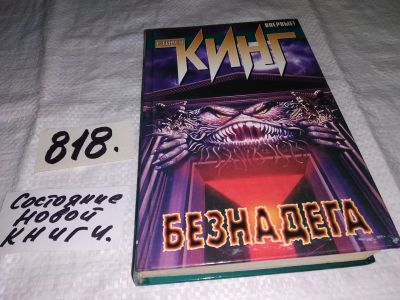 ВПЕРВЫЕ!
КИНГ
БЕЗНАДЕГА
818.
Состояние
новой
книги.